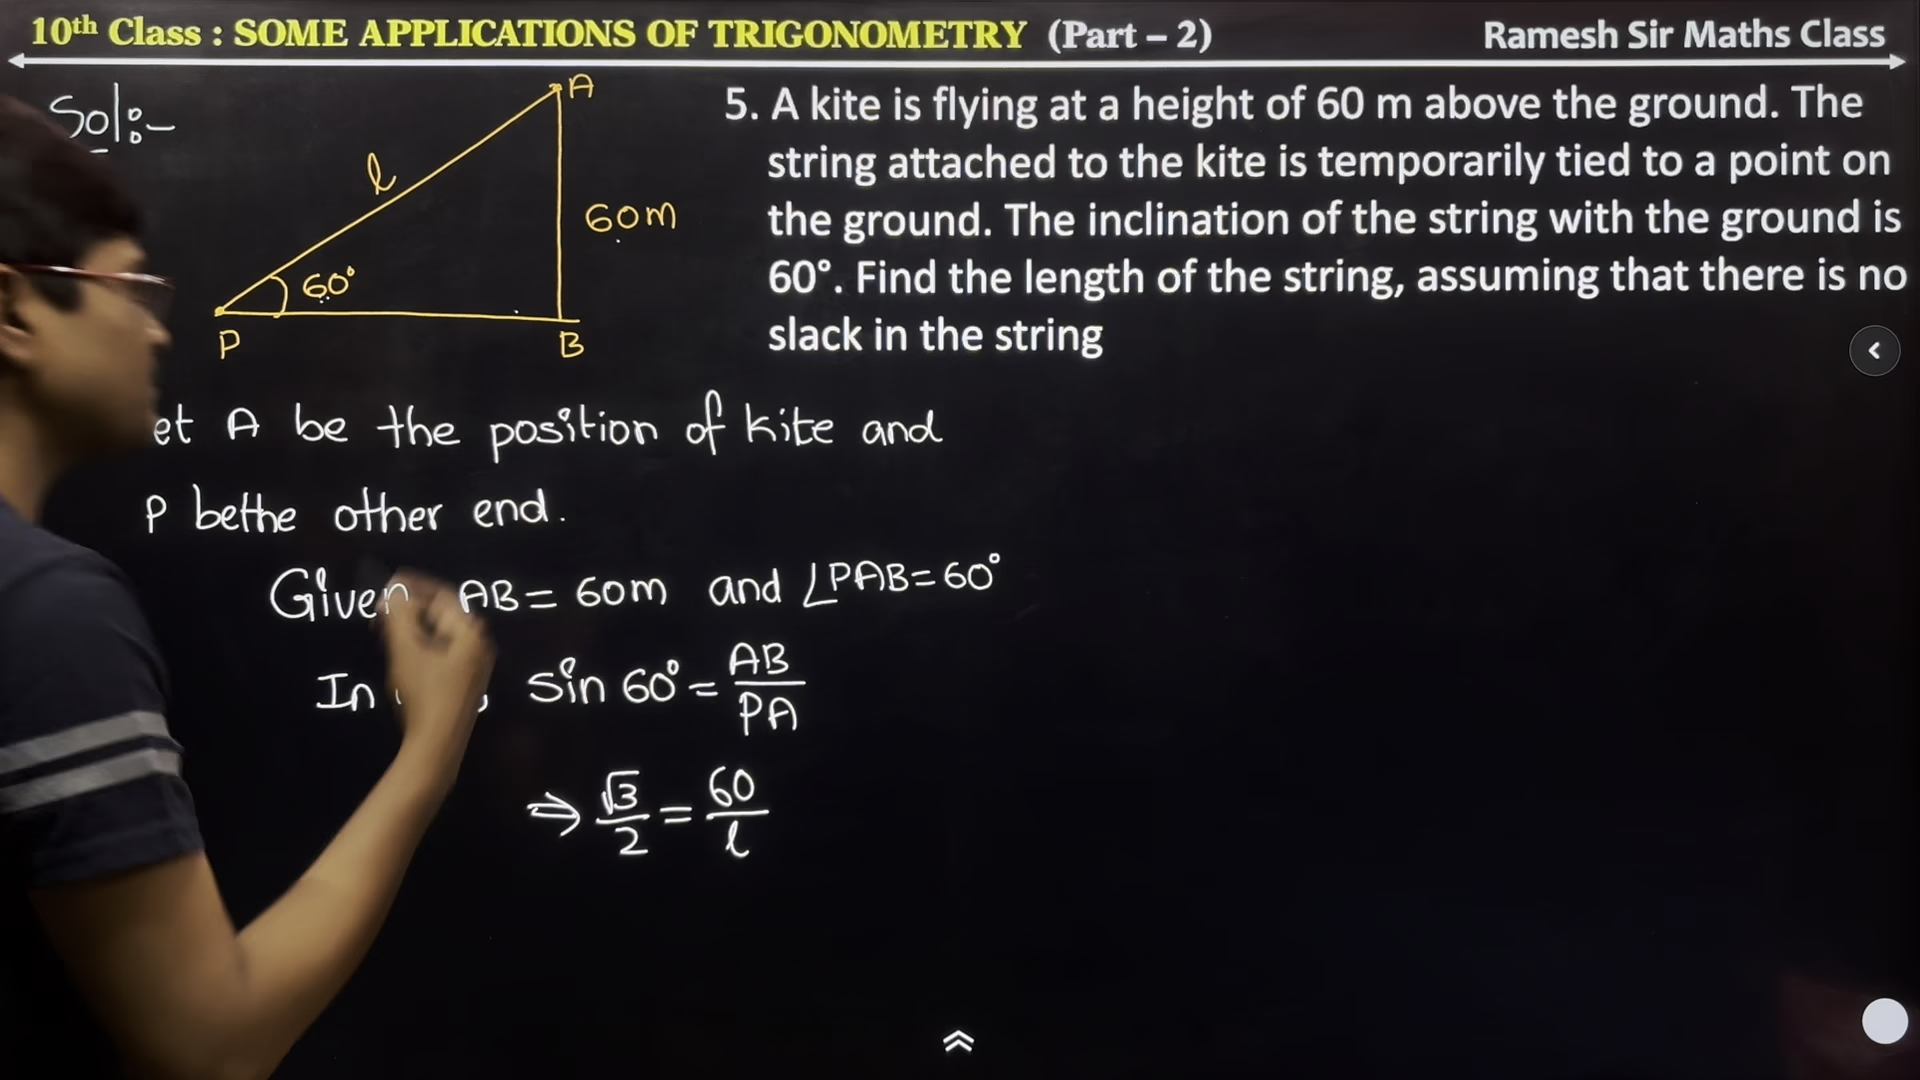 10th Class : SOME APPLICATIONS OF TRIGONOMETRY (Part – 2) Ramesh Sir Maths Class
Sol:-
A
l
60m
60°
P
B
5. A kite is flying at a height of 60 m above the ground. The
string attached to the kite is temporarily tied to a point on
the ground. The inclination of the string with the ground is
60°. Find the length of the string, assuming that there is no
slack in the string
et A be the position of kite and
P be the other end.
Given AB = 60m and ∠PAB = 60°
In , Sin 60° = AB/PA
⇒ √3/2 = 60/l